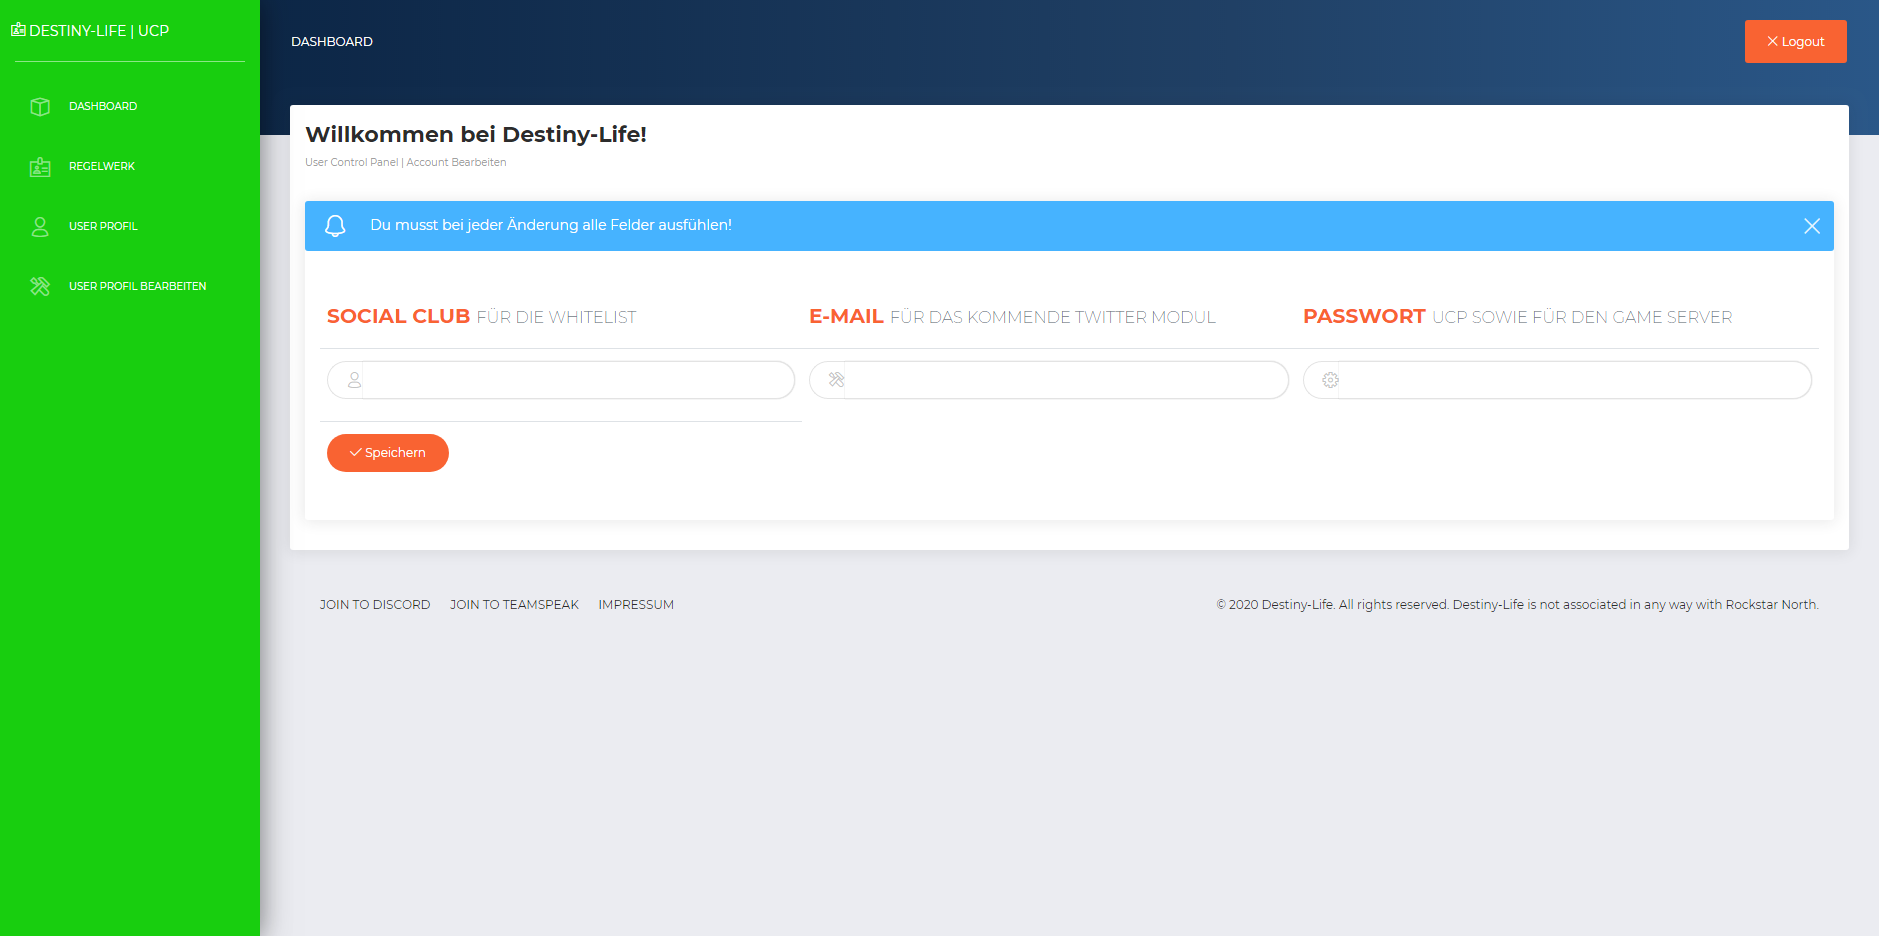 DESTINY-LIFE | UCP
DASHBOARD
REGELWERK
USER PROFIL
USER PROFIL BEARBEITEN
DASHBOARD
Logout
Willkommen bei Destiny-Life!
User Control Panel | Account Bearbeiten
Du musst bei jeder Änderung alle Felder ausfühlen!
SOCIAL CLUB FÜR DIE WHITELIST
E-MAIL FÜR DAS KOMMENDE TWITTER MODUL
PASSWORT UCP SOWIE FÜR DEN GAME SERVER
Speichern
JOIN TO DISCORD JOIN TO TEAMSPEAK IMPRESSUM
© 2020 Destiny-Life. All rights reserved. Destiny-Life is not associated in any way with Rockstar North.